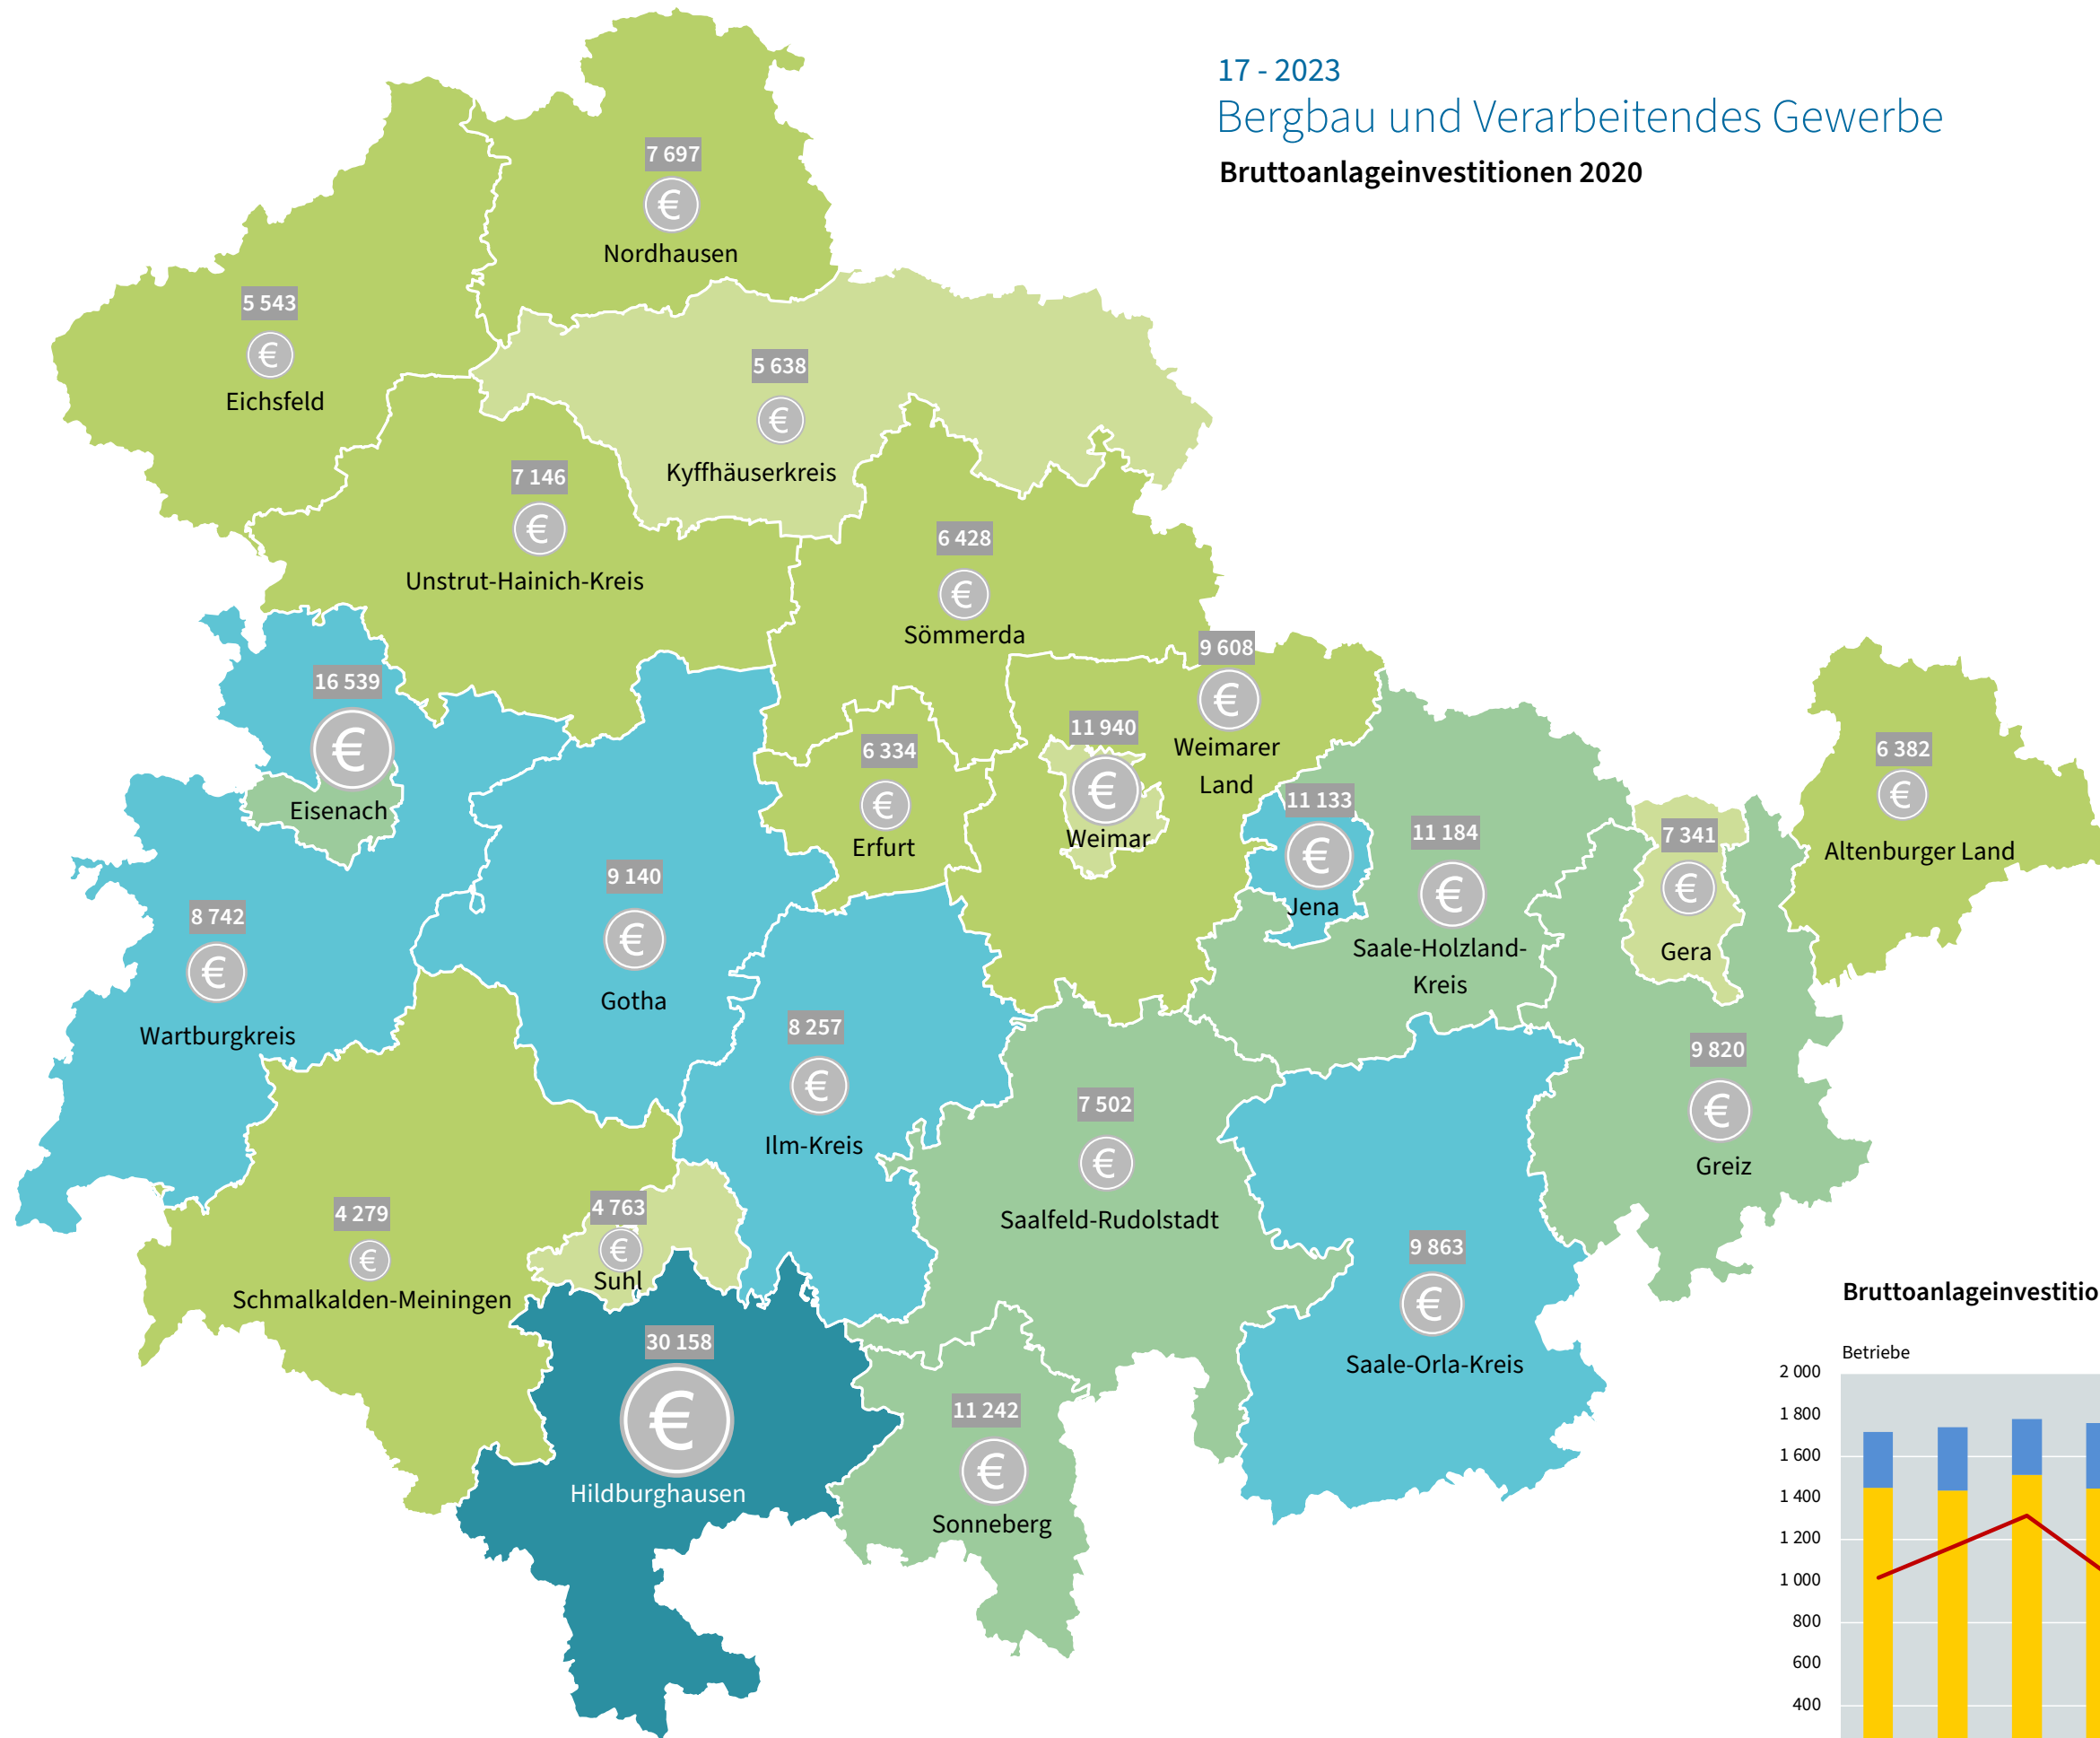 17 - 2023
Bergbau und Verarbeitendes Gewerbe
Bruttoanlageinvestitionen 2020
7 697
€
Nordhausen
5 543
€
Eichsfeld
5 638
€
Kyffhäuserkreis
7 146
€
Unstrut-Hainich-Kreis
6 428
€
Sömmerda
9 608
€
Weimarer
Land
16 539
€
Eisenach
11 940
€
Weimar
6 334
€
Erfurt
11 133
€
Jena
11 184
€
Saale-Holzland-
Kreis
7 341
€
Gera
6 382
€
Altenburger Land
9 140
€
Gotha
8 742
€
Wartburgkreis
8 257
€
Ilm-Kreis
9 820
€
Greiz
7 502
€
Saalfeld-Rudolstadt
4 279
€
Schmalkalden-Meiningen
4 763
€
Suhl
9 863
€
Saale-Orla-Kreis
30 158
€
Hildburghausen
11 242
€
Sonneberg
Bruttoanlageinvestitio
Betriebe
2 000
1 800
1 600
1 400
1 200
1 000
800
600
400